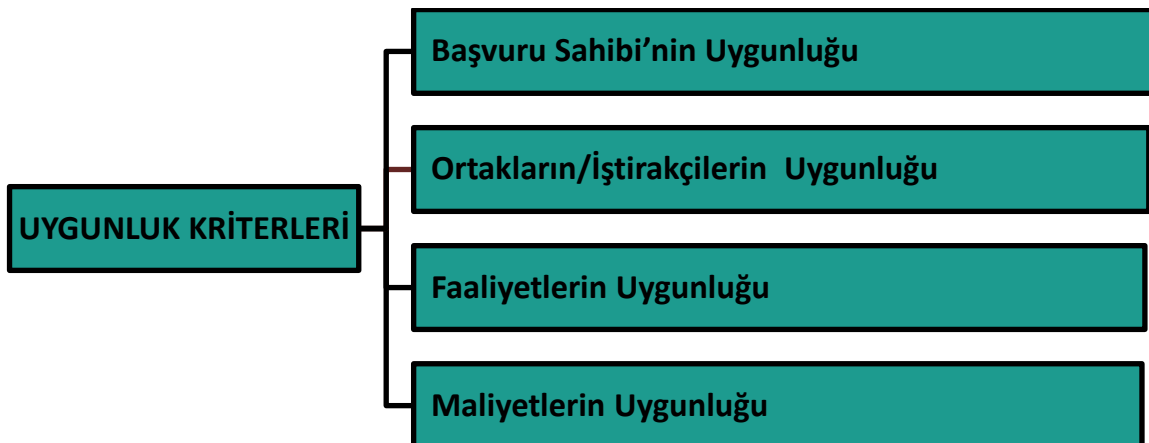 UYGUNLUK KRİTERLERİ
Başvuru Sahibi’nin Uygunluğu
Ortakların/İştirakçilerin Uygunluğu
Faaliyetlerin Uygunluğu
Maliyetlerin Uygunluğu